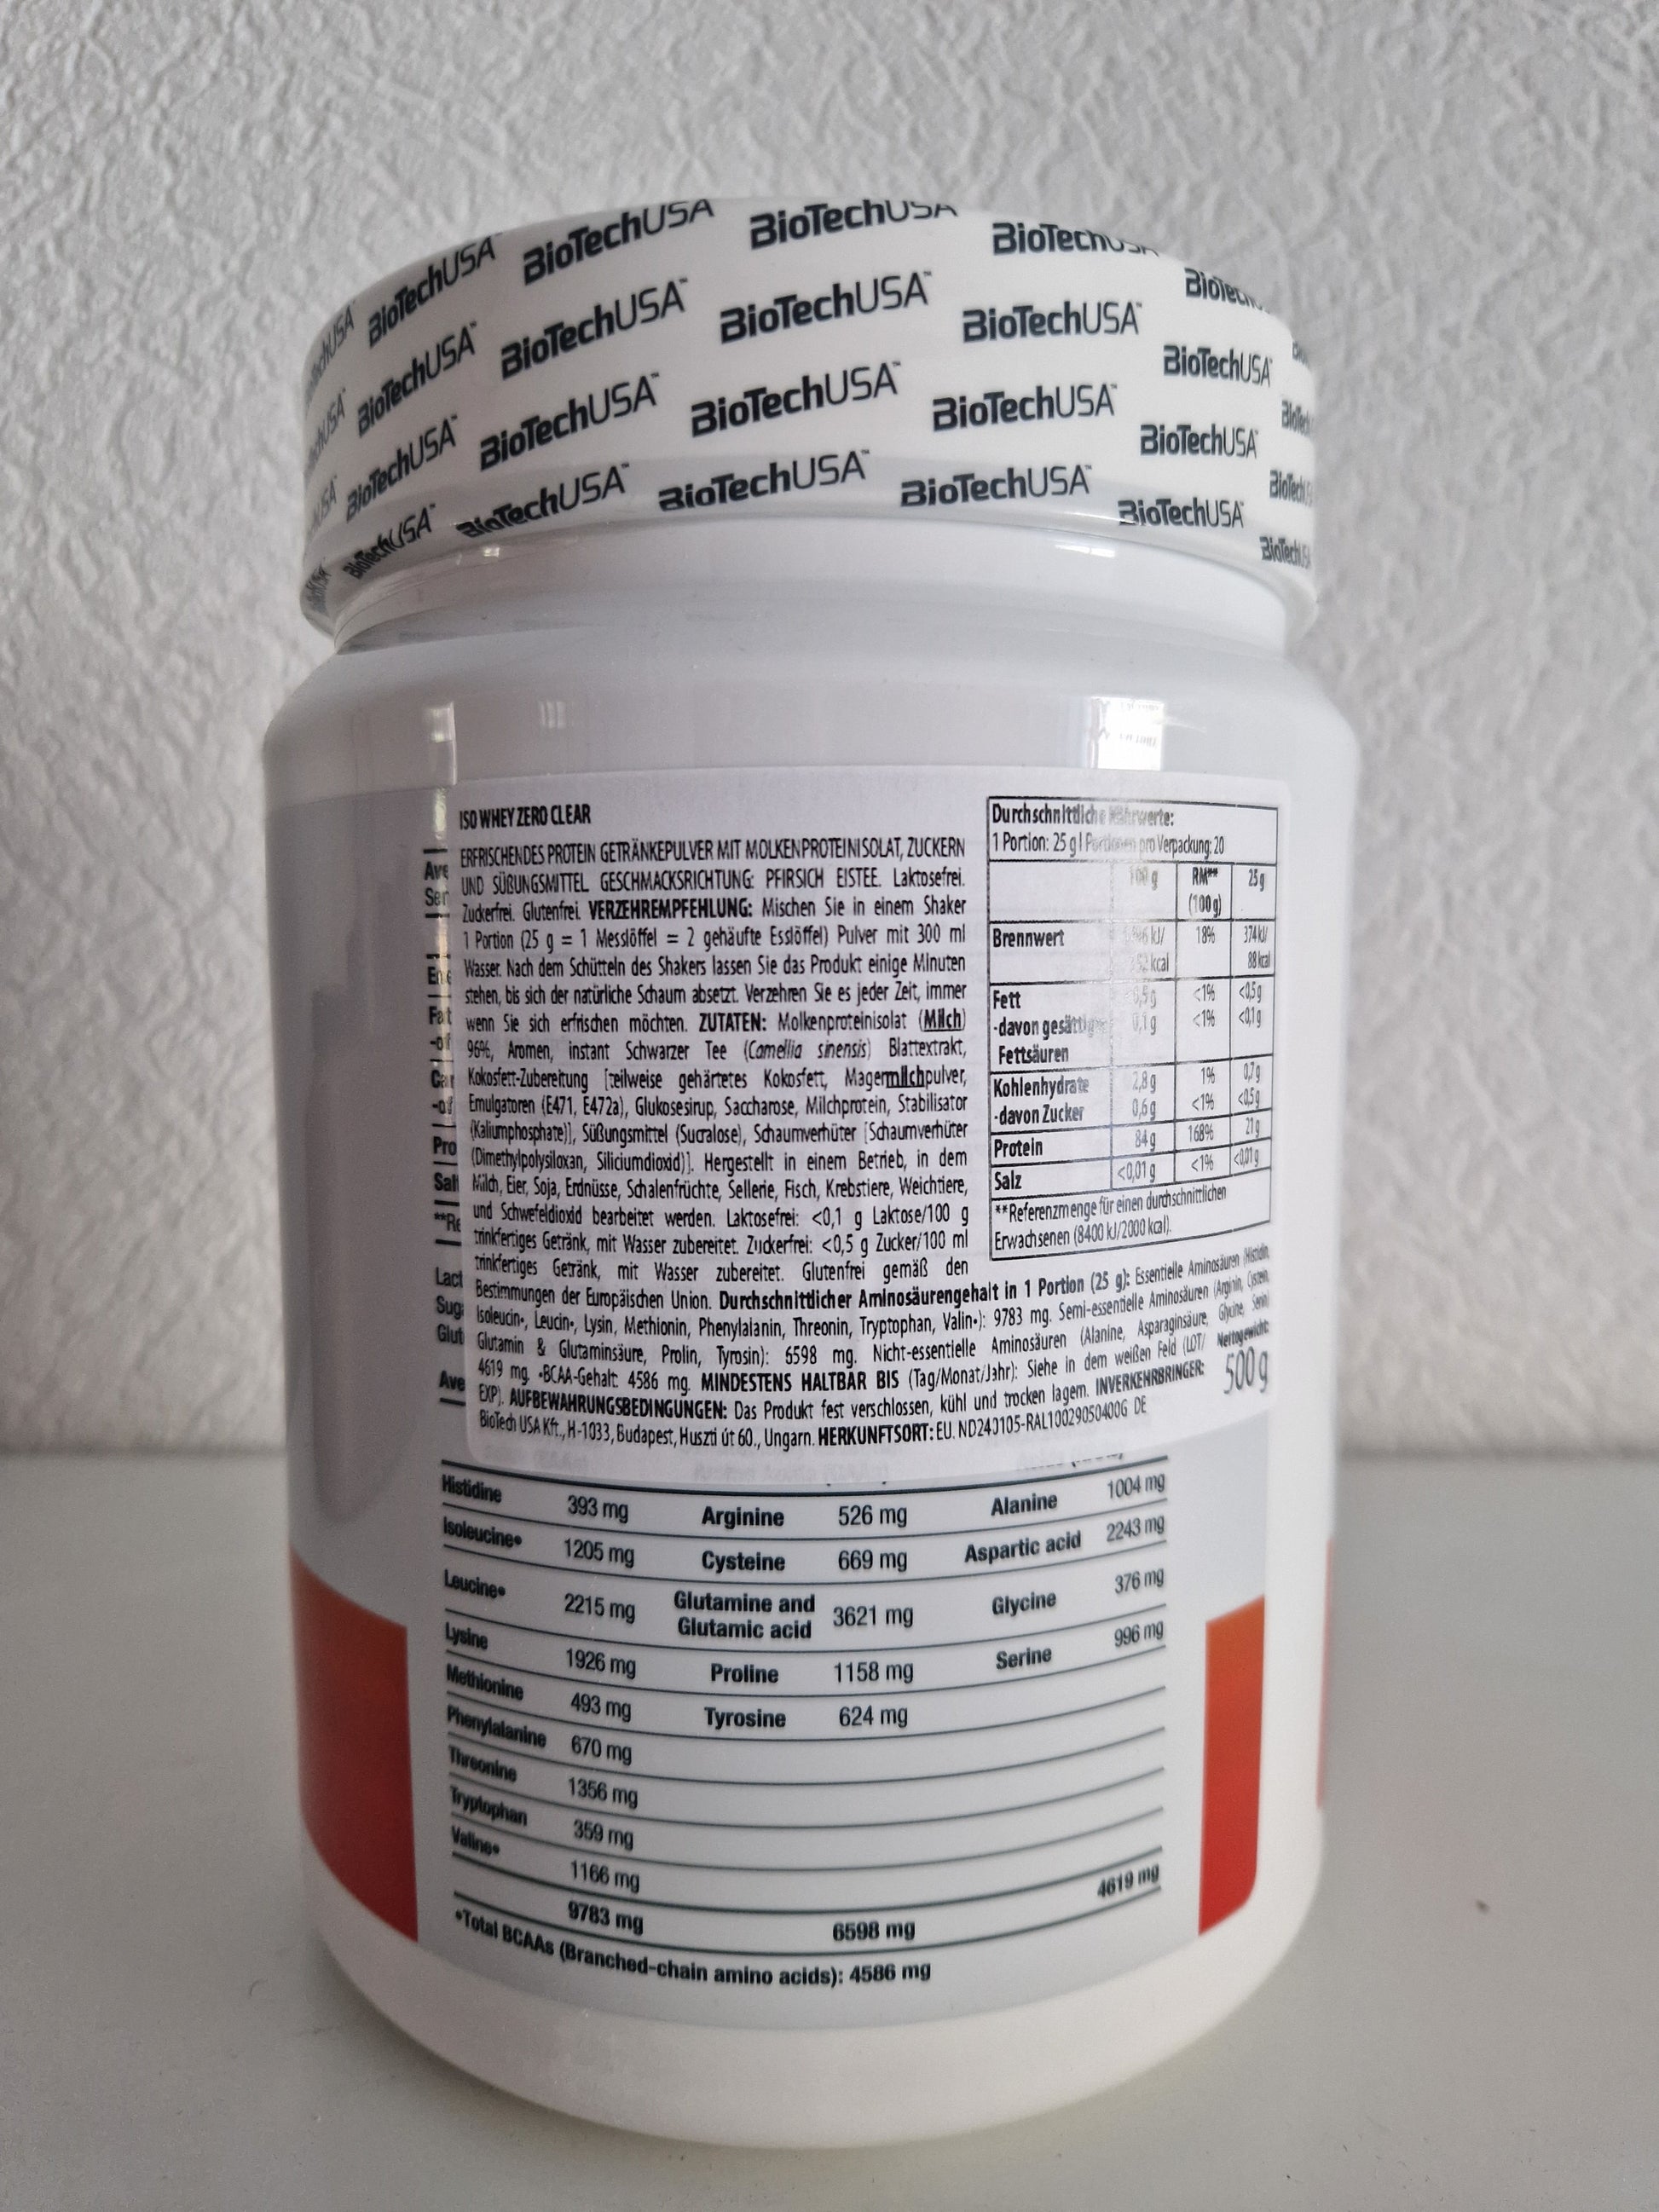 BioTechUSA BioTechUSA BioTechUSA
BioTechUSA BioTechUSA BioTechUSA BioTechUSA
BioTechUSA BioTechUSA BioTechUSA BioTechUSA BioTechUSA
BioTechUSA BioTechUSA BioTechUSA BioTechUSA BioTechUSA
ISO WHEY ZERO CLEAR
ERFRISCHENDES PROTEIN GETRÄNKEPULVER MIT MOLKENPROTEINISOLAT, ZUCKERN
UND SÜßUNGSMITTEL GESCHMACKSRICHTUNG: PFIRSICH EISTEE. Laktosefrei.
Zuckerfrei. Glutenfrei. VERZEHREMPFEHLUNG: Mischen Sie in einem Shaker
1 Portion (25 g = 1 Messlöffel = 2 gehäufte Esslöffel) Pulver mit 300 ml
Wasser. Nach dem Schütteln des Shakers lassen Sie das Produkt einige Minuten
stehen, bis sich der natürliche Schaum absetzt. Verzehren Sie es jeder Zeit, immer
wenn Sie sich erfrischen möchten. ZUTATEN: Molkenproteinisolat (Milch)
96%, Aromen, instant Schwarzer Tee (Camellia sinensis) Blattextrakt,
Kokosfett-Zubereitung [teilweise gehärtetes Kokosfett, Magermilchpulver,
Emulgatoren (E471, E472a), Glukosesirup, Saccharose, Milchprotein, Stabilisator
(Kaliumphosphate)], Süßungsmittel (Sucralose), Schaumverhüter [Schaumverhüter
(Dimethylpolysiloxan, Siliciumdioxid)]. Hergestellt in einem Betrieb, in dem
Milch, Eier, Soja, Erdnüsse, Schalenfrüchte, Sellerie, Fisch, Krebstiere, Weichtiere,
und Schwefeldioxid bearbeitet werden. Laktosefrei: <0,1 g Laktose/100 g
trinkfertiges Getränk, mit Wasser zubereitet. Zuckerfrei: <0,5 g Zucker/100 ml
trinkfertiges Getränk, mit Wasser zubereitet. Glutenfrei gemäß den
Bestimmungen der Europäischen Union. Durchschnittlicher Aminosäurengehalt in 1 Portion (25 g): Essentielle Aminosäuren (Histidin,
Isoleucin•, Leucin•, Lysin, Methionin, Phenylalanin, Threonin, Tryptophan, Valin•): 9783 mg. Semi-essentielle Aminosäuren (Arginin, Cystein,
Glutamin & Glutaminsäure, Prolin, Tyrosin): 6598 mg. Nicht-essentielle Aminosäuren (Alanine, Asparaginsäure, Glycine, Serin)
4619 mg. •BCAA-Gehalt: 4586 mg. MINDESTENS HALTBAR BIS (Tag/Monat/Jahr): Siehe in dem weißen Feld (LOT/
EXP). AUFBEWAHRUNGSBEDINGUNGEN: Das Produkt fest verschlossen, kühl und trocken lagern. INVERKEHRBRINGER:
BioTech USA Kft., H-1033, Budapest, Huszti út 60., Ungarn. HERKUNFTSORT: EU. ND240105-RAL10029050400G DE
Nettogewicht:
500 g
Durchschnittliche Nährwerte:
1 Portion: 25 g | Portionen pro Verpackung: 20
100 g RM** (100 g) 25 g
Brennwert kJ/ 18% 374 kJ/
kcal 88 kcal
Fett 0,5 g <1% <0,5 g
-davon gesättigte 0,1 g <1% <0,1 g
Fettsäuren
Kohlenhydrate 2,8 g 1% 0,7 g
-davon Zucker 0,6 g <1% <0,5 g
Protein 84 g 168% 21 g
Salz <0,01 g <1% <0,01 g
**Referenzmenge für einen durchschnittlichen
Erwachsenen (8400 kJ/2000 kcal).
Histidine 393 mg Arginine 526 mg Alanine 1004 mg
Isoleucine• 1205 mg Cysteine 669 mg Aspartic acid 2243 mg
Leucine• 2215 mg Glutamine and Glutamic acid 3621 mg Glycine 376 mg
Lysine 1926 mg Proline 1158 mg Serine 996 mg
Methionine 493 mg Tyrosine 624 mg
Phenylalanine 670 mg
Threonine 1356 mg
Tryptophan 359 mg
Valine• 1166 mg
9783 mg 6598 mg 4619 mg
•Total BCAAs (Branched-chain amino acids): 4586 mg